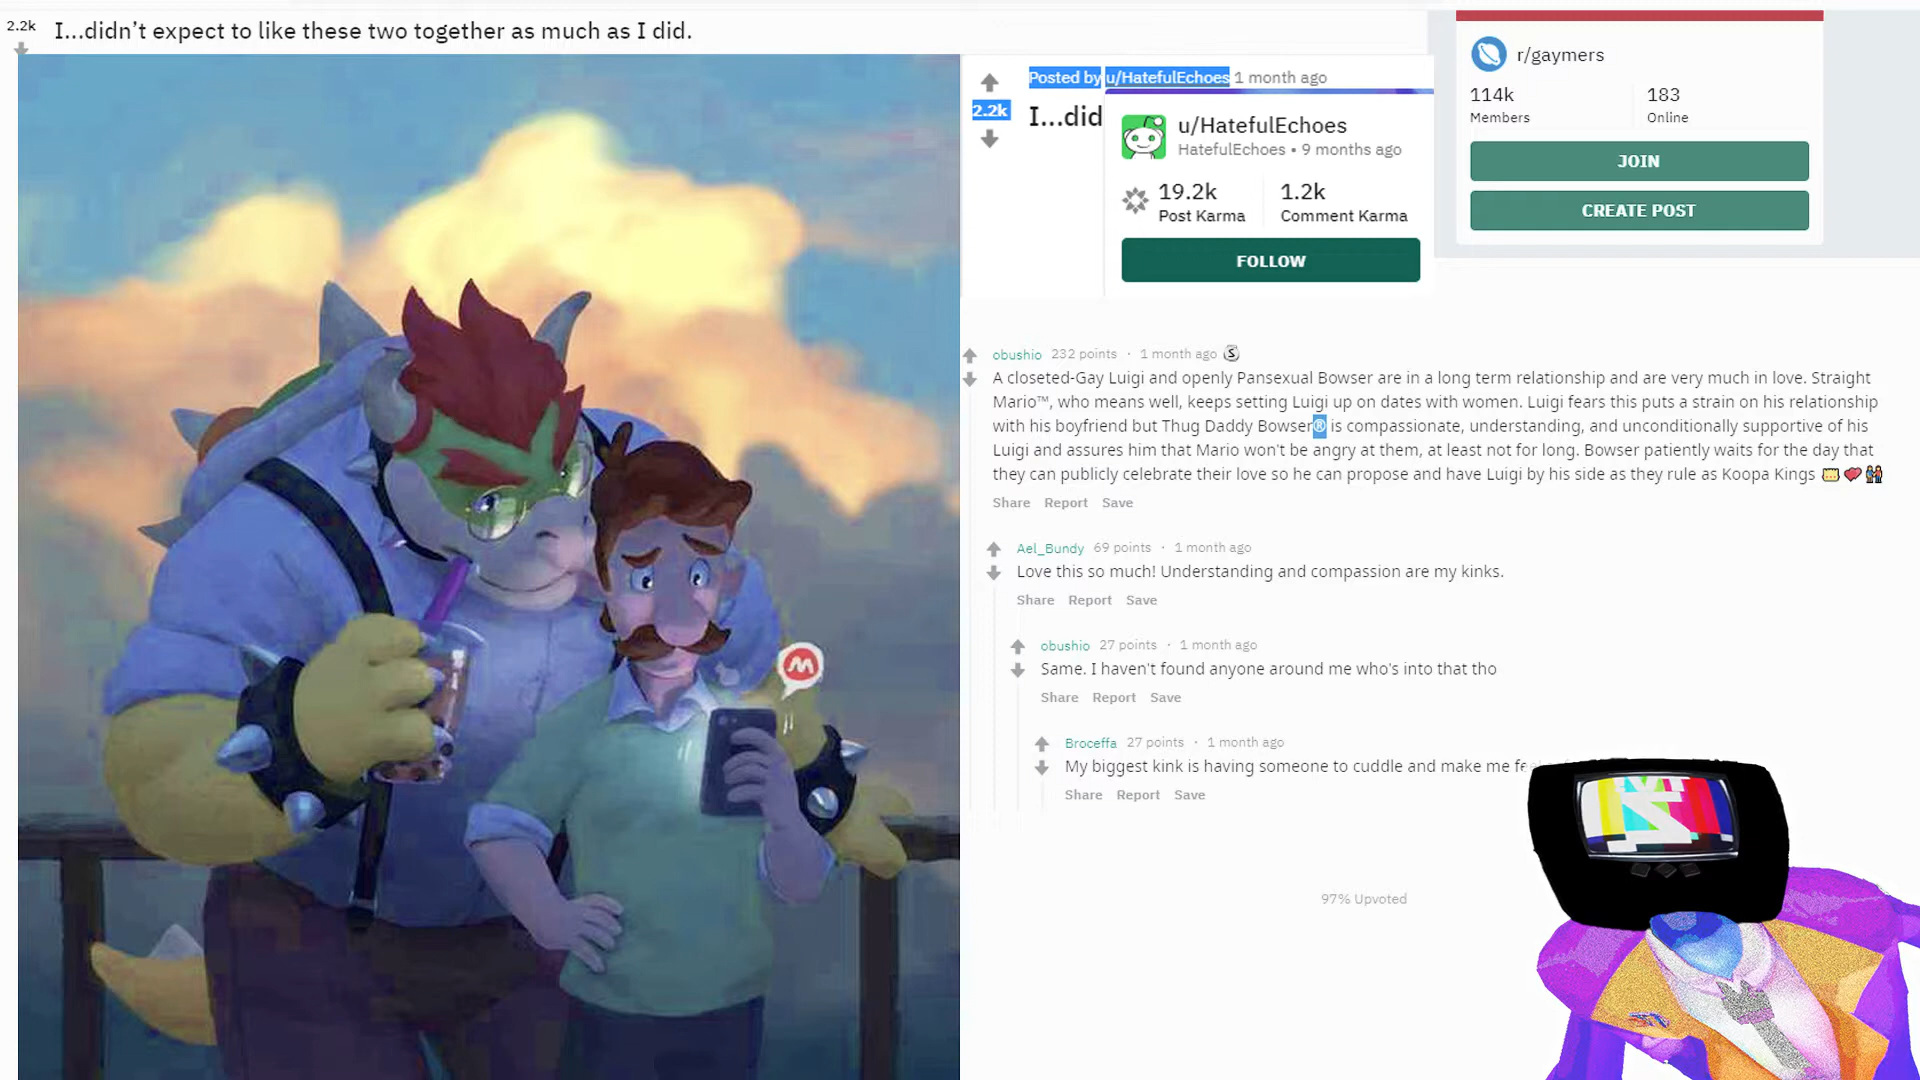 2.2k
I...didn't expect to like these two together as much as I did.
M
Posted by u/HatefulEchoes 1 month ago
2.2k
I...did
u/HatefulEchoes
HatefulEchoes • 9 months ago
19.2k
Post Karma
1.2k
Comment Karma
FOLLOW
r/gaymers
114k
Members
183
Online
JOIN
CREATE POST
obushio 232 points · 1 month ago S
A closeted-Gay Luigi and openly Pansexual Bowser are in a long term relationship and are very much in love. Straight
Mario™, who means well, keeps setting Luigi up on dates with women. Luigi fears this puts a strain on his relationship
with his boyfriend but Thug Daddy Bowser® is compassionate, understanding, and unconditionally supportive of his
Luigi and assures him that Mario won't be angry at them, at least not for long. Bowser patiently waits for the day that
they can publicly celebrate their love so he can propose and have Luigi by his side as they rule as Koopa Kings
Share Report Save
Ael_Bundy 69 points · 1 month ago
Love this so much! Understanding and compassion are my kinks.
Share Report Save
obushio 27 points · 1 month ago
Same. I haven't found anyone around me who's into that tho
Share Report Save
Broceffa 27 points · 1 month ago
My biggest kink is having someone to cuddle and make me
Share Report Save
97% Upvoted